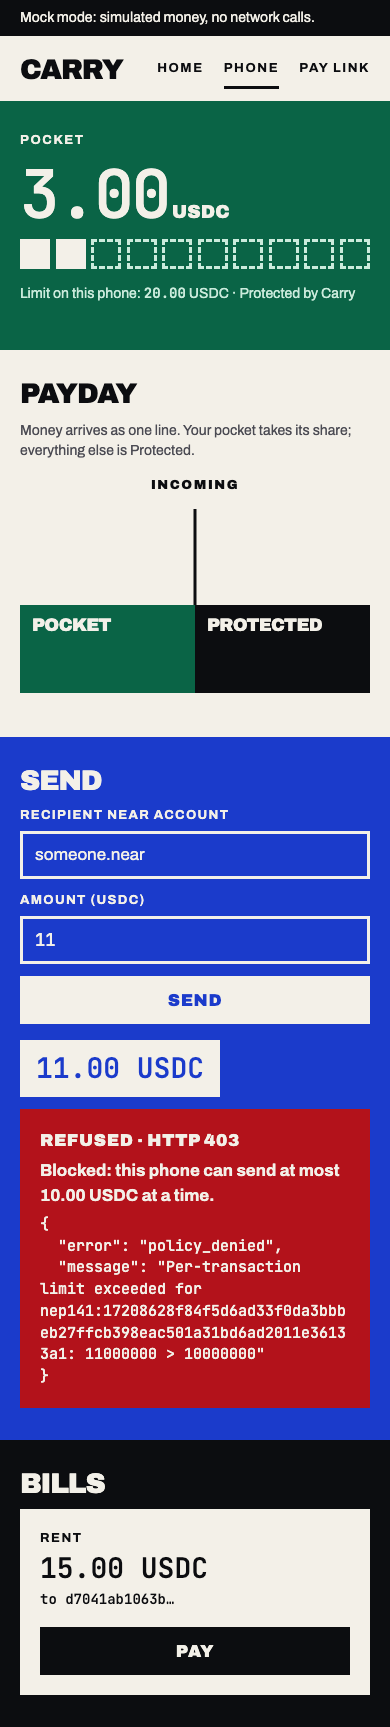 Mock mode: simulated money, no network calls.
CARRY
HOME
PHONE
PAY LINK
POCKET
3.00 USDC
Limit on this phone: 20.00 USDC · Protected by Carry
PAYDAY
Money arrives as one line. Your pocket takes its share;
everything else is Protected.
INCOMING
POCKET
PROTECTED
SEND
RECIPIENT NEAR ACCOUNT
someone.near
AMOUNT (USDC)
11
SEND
11.00 USDC
REFUSED · HTTP 403
Blocked: this phone can send at most
10.00 USDC at a time.
{
"error": "policy_denied",
"message": "Per-transaction
limit exceeded for
nep141:17208628f84f5d6ad33f0da3bbb
eb27ffcb398eac501a31bd6ad2011e3613
3a1: 11000000 > 10000000"
}
BILLS
RENT
15.00 USDC
to d7041ab1063b…
PAY